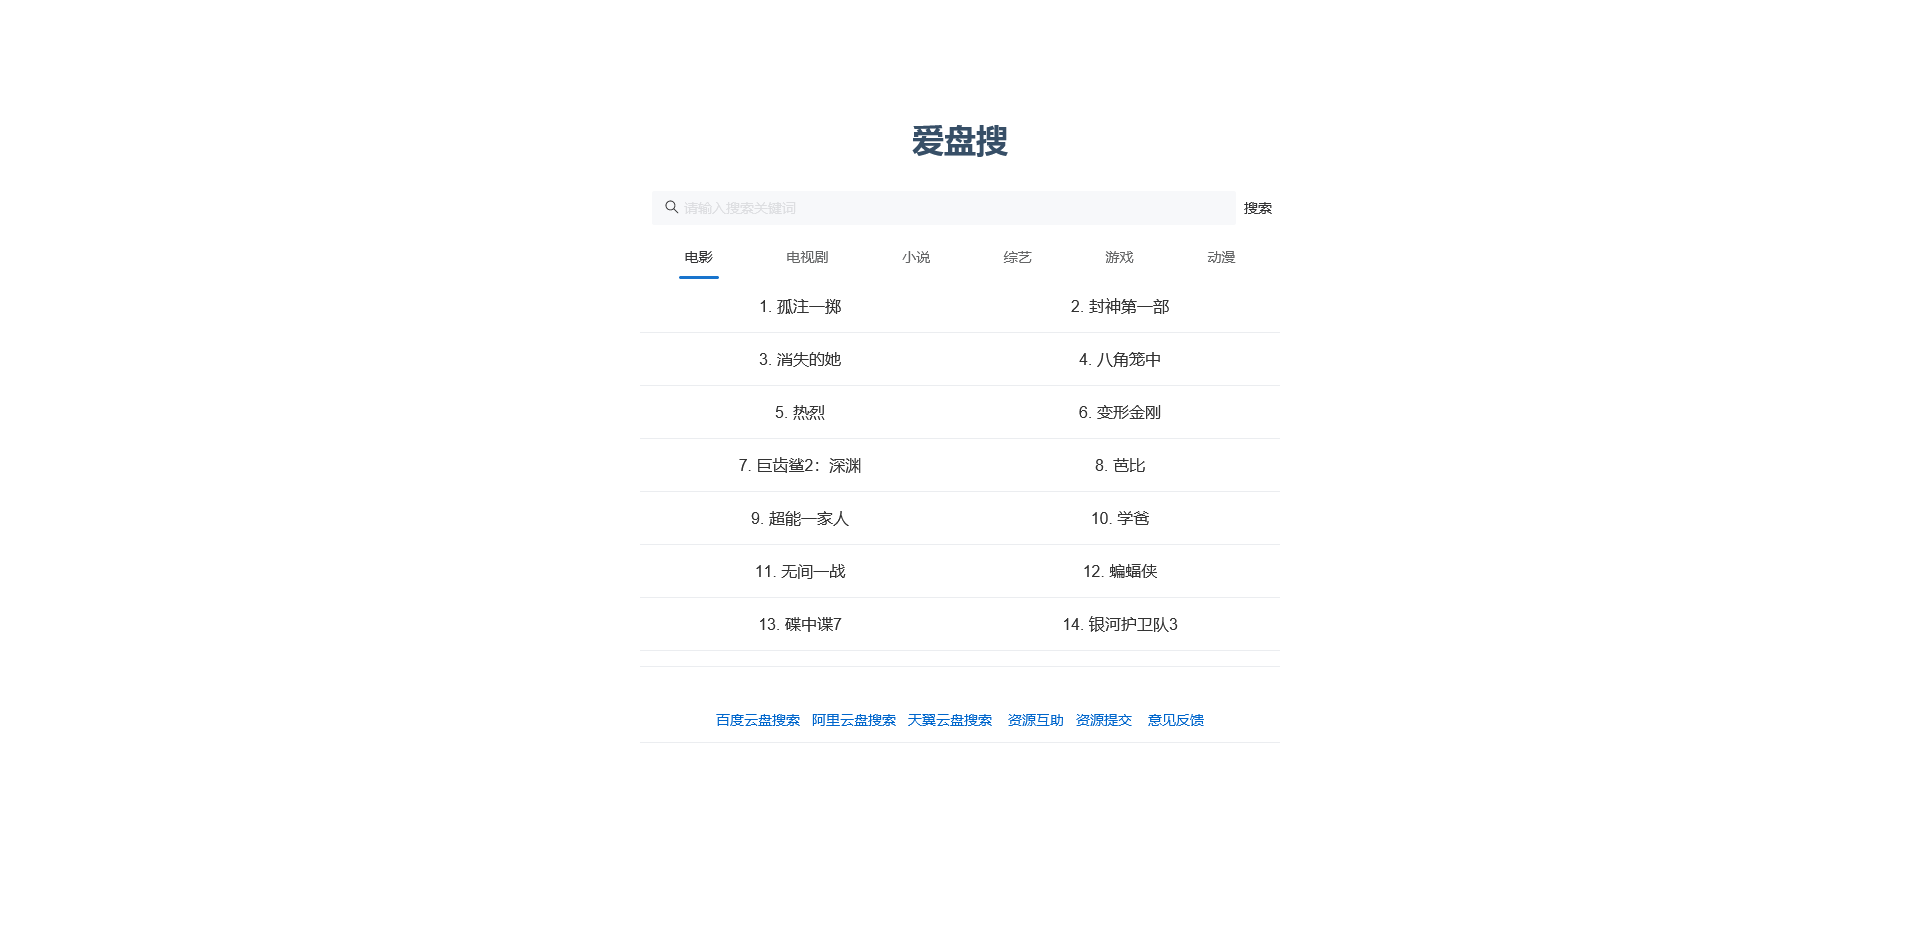 爱盘搜
请输入搜索关键词 搜索
电影 电视剧 小说 综艺 游戏 动漫
1. 孤注一掷 2. 封神第一部
3. 消失的她 4. 八角笼中
5. 热烈 6. 变形金刚
7. 巨齿鲨2：深渊 8. 芭比
9. 超能一家人 10. 学爸
11. 无间一战 12. 蝙蝠侠
13. 碟中谍7 14. 银河护卫队3
百度云盘搜索 阿里云盘搜索 天翼云盘搜索 资源互助 资源提交 意见反馈